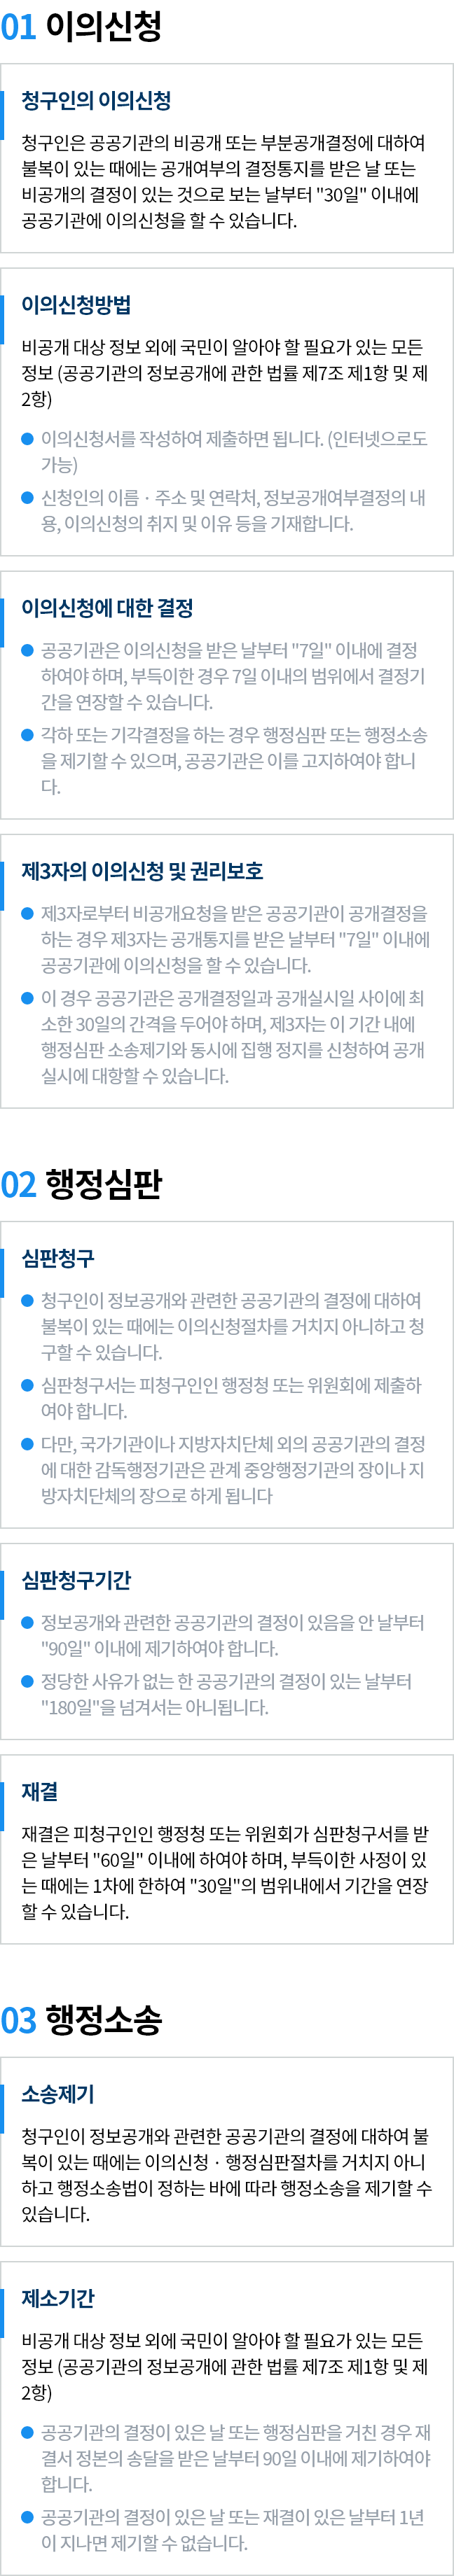 01 이의신청
청구인의 이의신청
청구인은 공공기관의 비공개 또는 부분공개결정에 대하여
불복이 있는 때에는 공개여부의 결정통지를 받은 날 또는
비공개의 결정이 있는 것으로 보는 날부터 "30일" 이내에
공공기관에 이의신청을 할 수 있습니다.
이의신청방법
비공개 대상 정보 외에 국민이 알아야 할 필요가 있는 모든
정보 (공공기관의 정보공개에 관한 법률 제7조 제1항 및 제
2항)
이의신청서를 작성하여 제출하면 됩니다. (인터넷으로도
가능)
신청인의 이름 · 주소 및 연락처, 정보공개여부결정의 내
용, 이의신청의 취지 및 이유 등을 기재합니다.
이의신청에 대한 결정
공공기관은 이의신청을 받은 날부터 "7일" 이내에 결정
하여야 하며, 부득이한 경우 7일 이내의 범위에서 결정기
간을 연장할 수 있습니다.
각하 또는 기각결정을 하는 경우 행정심판 또는 행정소송
을 제기할 수 있으며, 공공기관은 이를 고지하여야 합니
다.
제3자의 이의신청 및 권리보호
제3자로부터 비공개요청을 받은 공공기관이 공개결정을
하는 경우 제3자는 공개통지를 받은 날부터 "7일" 이내에
공공기관에 이의신청을 할 수 있습니다.
이 경우 공공기관은 공개결정일과 공개실시일 사이에 최
소한 30일의 간격을 두어야 하며, 제3자는 이 기간 내에
행정심판 소송제기와 동시에 집행 정지를 신청하여 공개
실시에 대항할 수 있습니다.
02 행정심판
심판청구
청구인이 정보공개와 관련한 공공기관의 결정에 대하여
불복이 있는 때에는 이의신청절차를 거치지 아니하고 청
구할 수 있습니다.
심판청구서는 피청구인인 행정청 또는 위원회에 제출하
여야 합니다.
다만, 국가기관이나 지방자치단체 외의 공공기관의 결정
에 대한 감독행정기관은 관계 중앙행정기관의 장이나 지
방자치단체의 장으로 하게 됩니다
심판청구기간
정보공개와 관련한 공공기관의 결정이 있음을 안 날부터
"90일" 이내에 제기하여야 합니다.
정당한 사유가 없는 한 공공기관의 결정이 있는 날부터
"180일"을 넘겨서는 아니됩니다.
재결
재결은 피청구인인 행정청 또는 위원회가 심판청구서를 받
은 날부터 "60일" 이내에 하여야 하며, 부득이한 사정이 있
는 때에는 1차에 한하여 "30일"의 범위내에서 기간을 연장
할 수 있습니다.
03 행정소송
소송제기
청구인이 정보공개와 관련한 공공기관의 결정에 대하여 불
복이 있는 때에는 이의신청 · 행정심판절차를 거치지 아니
하고 행정소송법이 정하는 바에 따라 행정소송을 제기할 수
있습니다.
제소기간
비공개 대상 정보 외에 국민이 알아야 할 필요가 있는 모든
정보 (공공기관의 정보공개에 관한 법률 제7조 제1항 및 제
2항)
공공기관의 결정이 있은 날 또는 행정심판을 거친 경우 재
결서 정본의 송달을 받은 날부터 90일 이내에 제기하여야
합니다.
공공기관의 결정이 있은 날 또는 재결이 있은 날부터 1년
이 지나면 제기할 수 없습니다.